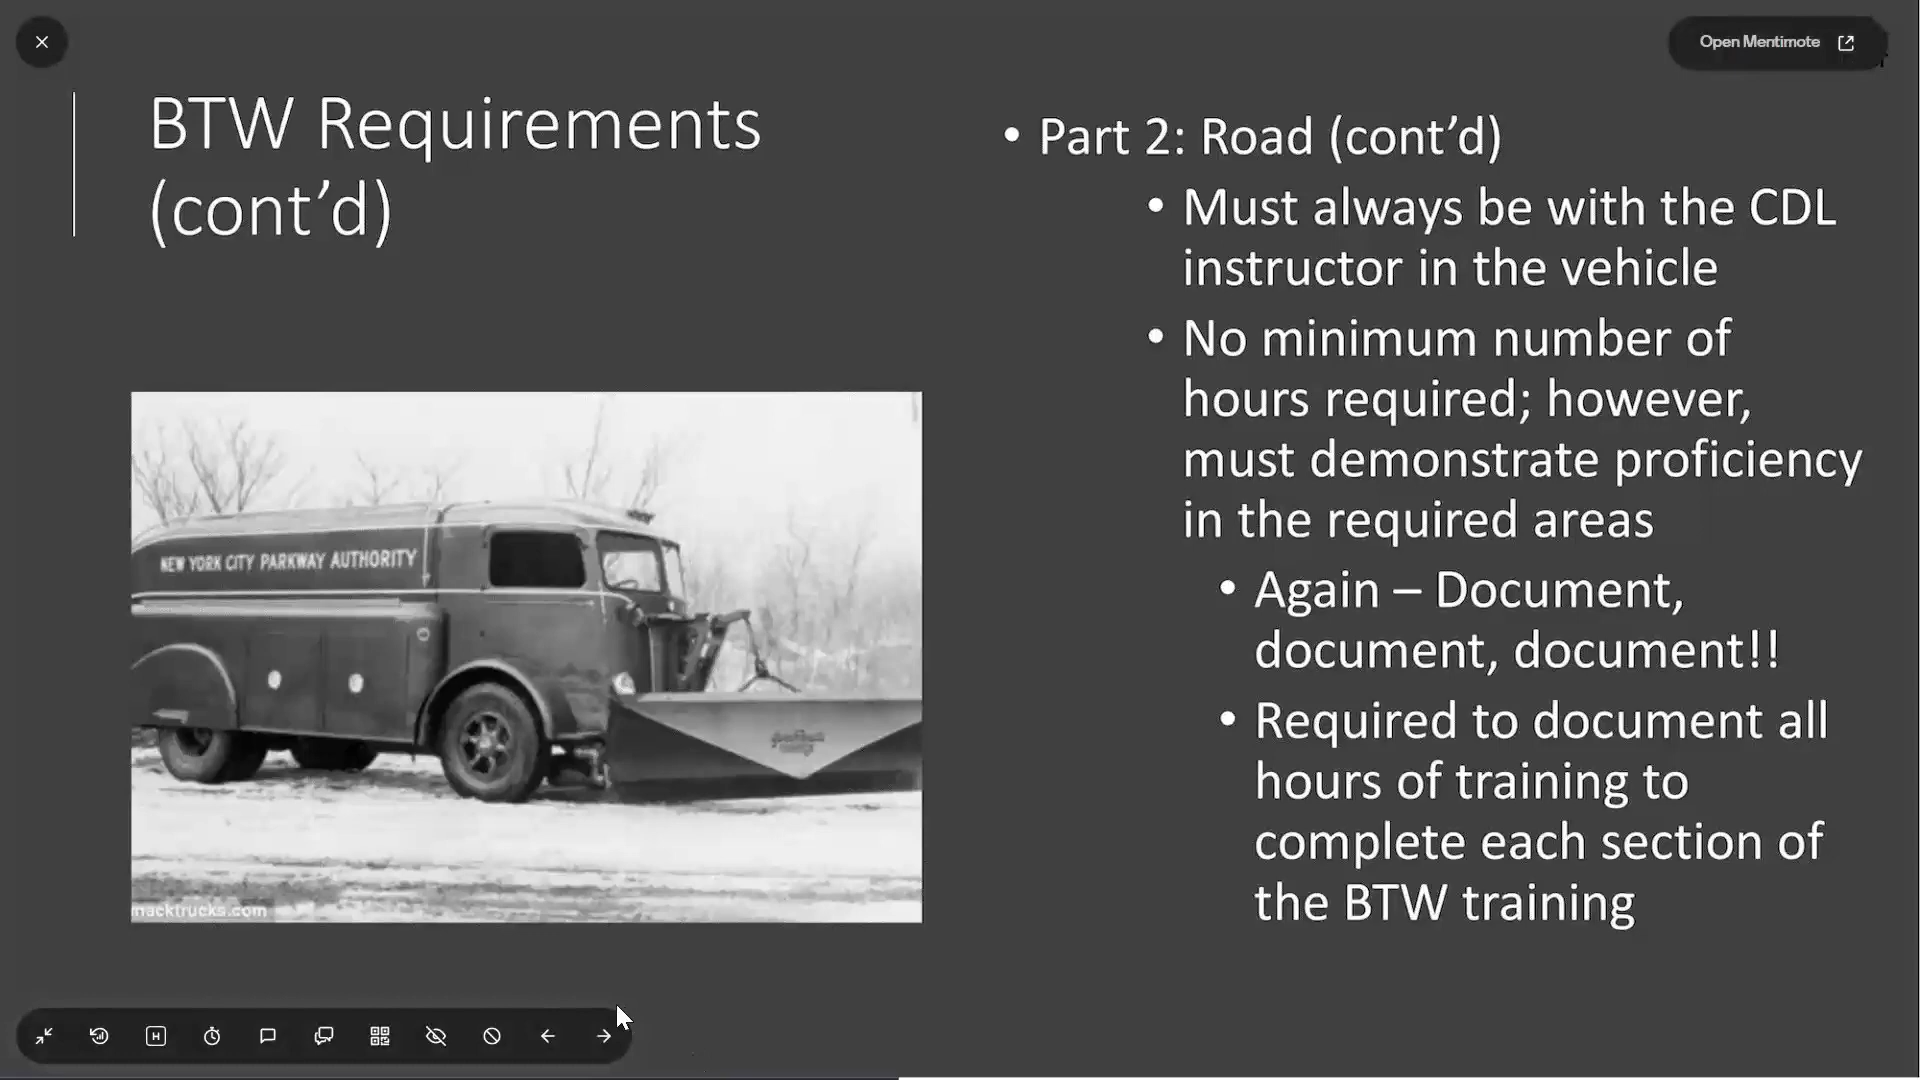 Open Mentimote
BTW Requirements
(cont’d)
• Part 2: Road (cont’d)
• Must always be with the CDL
instructor in the vehicle
• No minimum number of
hours required; however,
must demonstrate proficiency
in the required areas
• Again – Document,
document, document!!
• Required to document all
hours of training to
complete each section of
the BTW training
NEW YORK CITY PARKWAY AUTHORITY
macktrucks.com
H